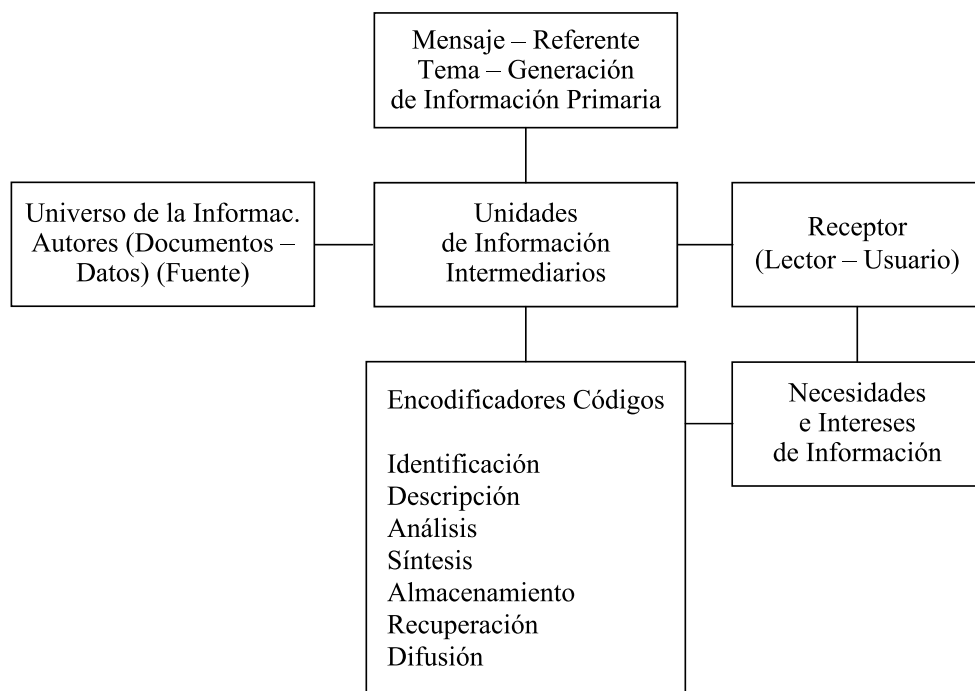 Mensaje – Referente
Tema – Generación
de Información Primaria
Universo de la Informac.
Autores (Documentos –
Datos) (Fuente)
Unidades
de Información
Intermediarios
Receptor
(Lector – Usuario)
Encodificadores Códigos
Identificación
Descripción
Análisis
Síntesis
Almacenamiento
Recuperación
Difusión
Necesidades
e Intereses
de Información